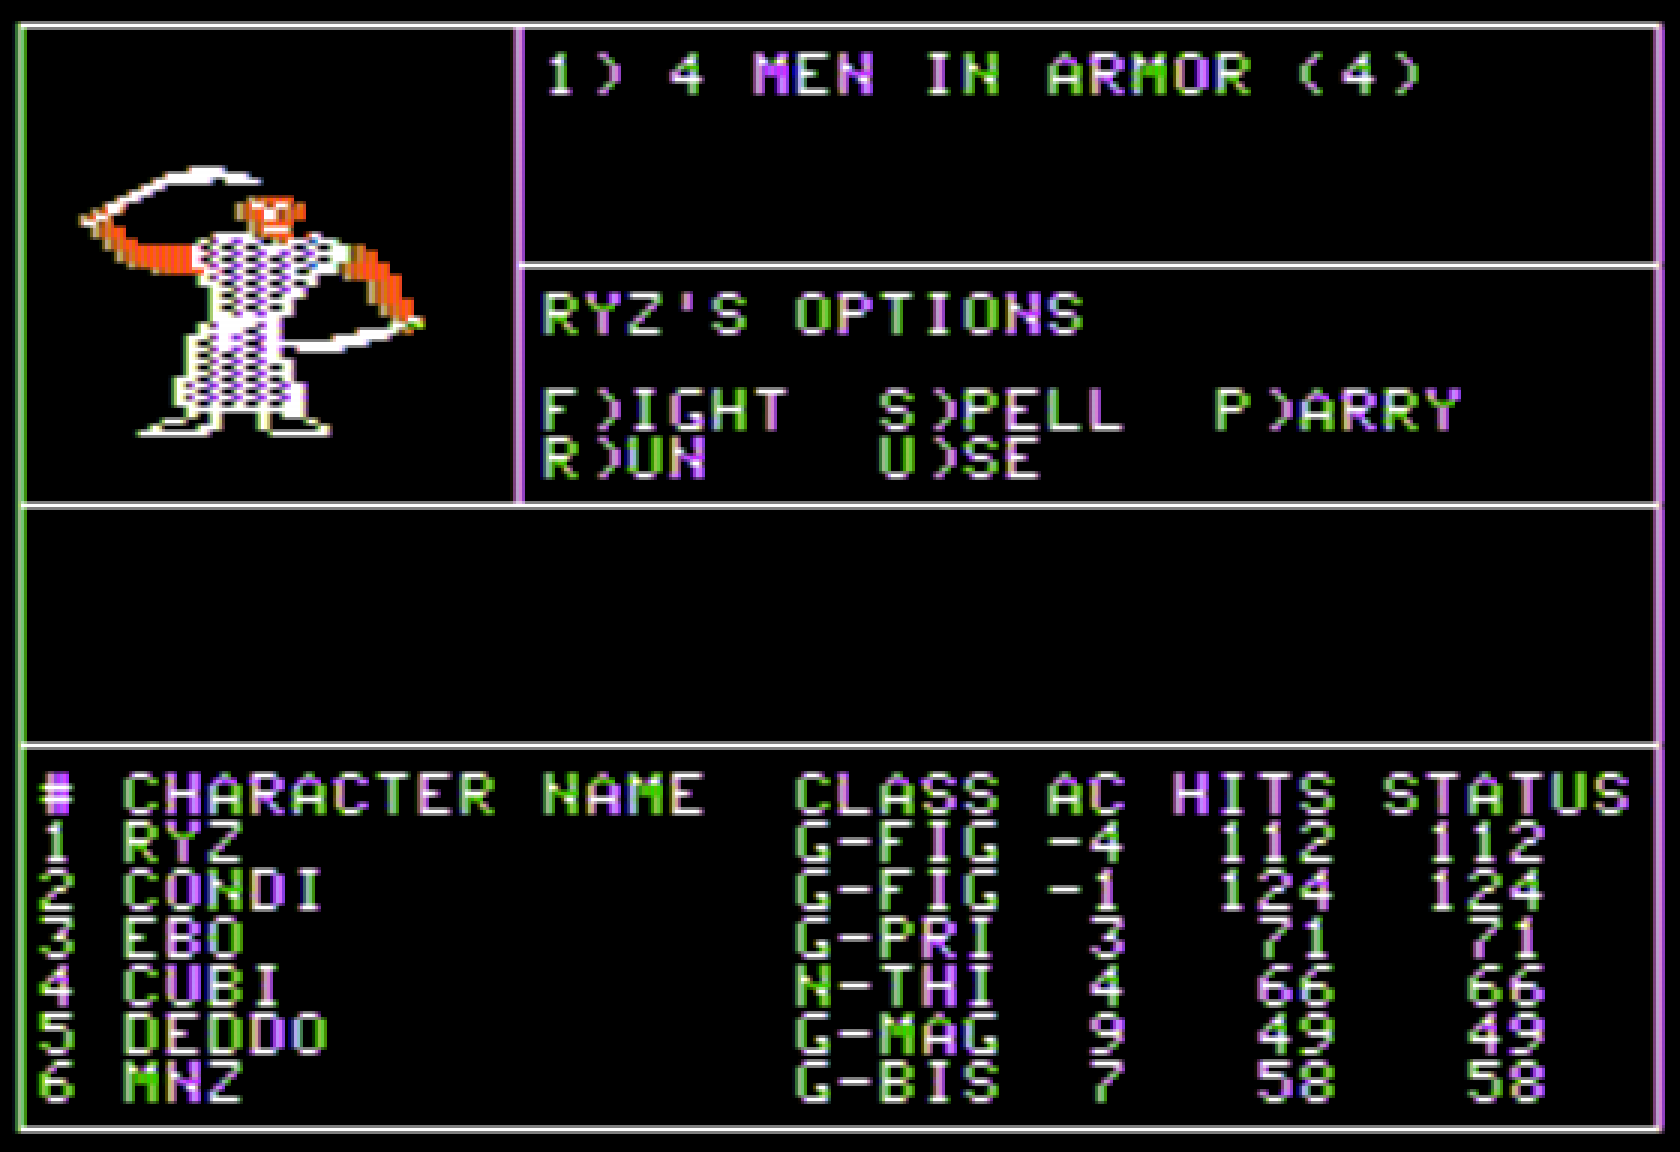 1) 4 MEN IN ARMOR (4)
RYZ'S OPTIONS
F)IGHT S)PELL P)ARRY
R)UN U)SE
# CHARACTER NAME CLASS AC HITS STATUS
1 RYZ G-FIG -4 112 112
2 CONDI G-FIG -1 124 124
3 EBO G-PRI 3 71 71
4 CUBI N-THI 4 66 66
5 DEDDO G-MAG 9 49 49
6 MNZ G-BIS 7 58 58